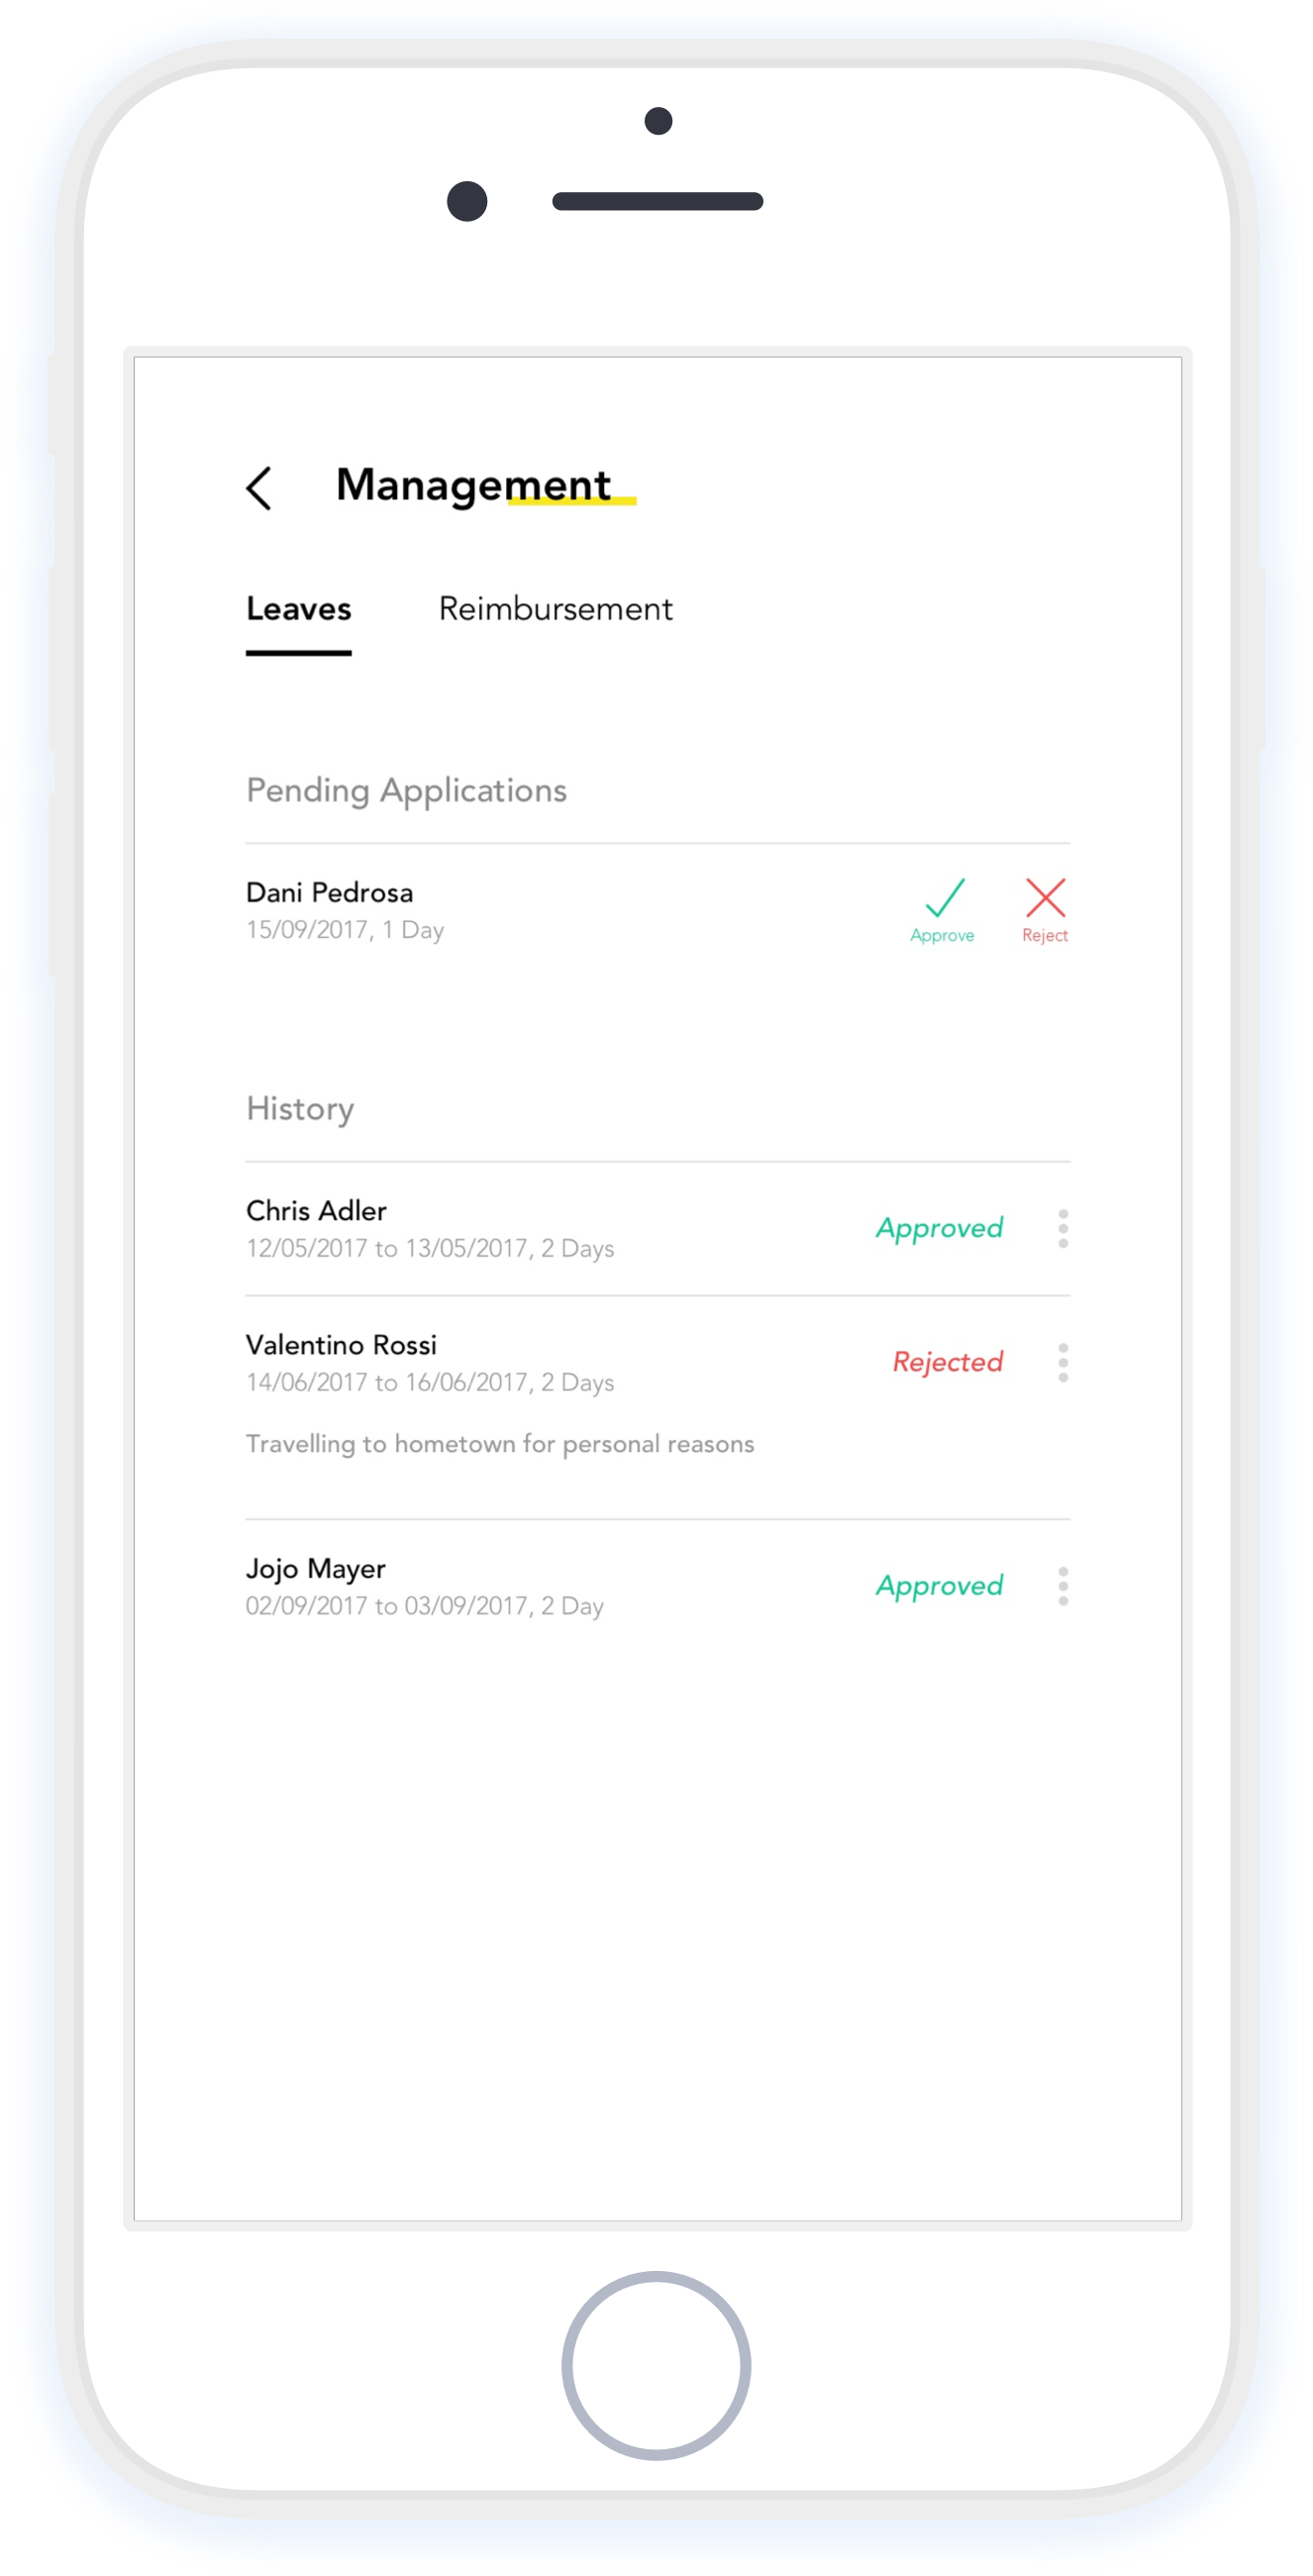 Management
Leaves Reimbursement
Pending Applications
Dani Pedrosa
15/09/2017, 1 Day
Approve Reject
History
Chris Adler
12/05/2017 to 13/05/2017, 2 Days
Approved
Valentino Rossi
14/06/2017 to 16/06/2017, 2 Days
Rejected
Travelling to hometown for personal reasons
Jojo Mayer
02/09/2017 to 03/09/2017, 2 Day
Approved